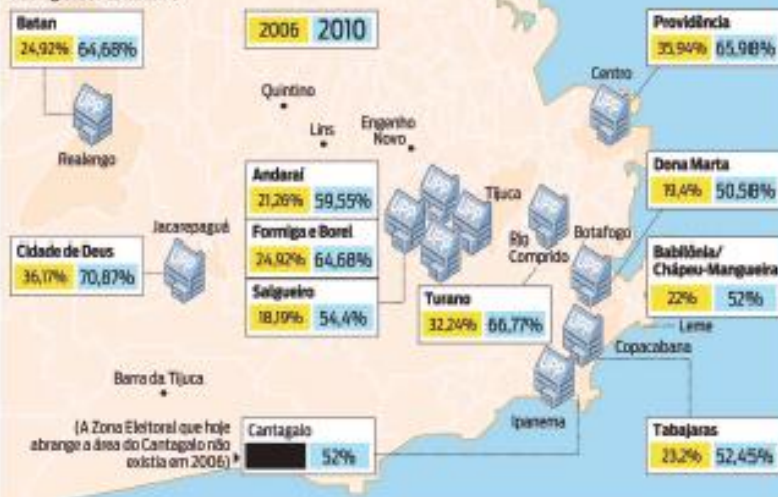 Batan
24,92% 64,68%
2006 2010
Providência
35,94% 65,98%
Centro
Quintino
Lins
Engenho
Novo
Realengo
Andaraí
21,26% 59,55%
Formiga e Borel
24,92% 64,68%
Salgueiro
18,19% 54,4%
Tijuca
Rio
Comprido
Dona Marta
19,4% 50,58%
Botafogo
Jacarepaguá
Cidade de Deus
36,17% 70,87%
Babilônia/
Chápeu-Mangueira
22% 52%
Leme
Turano
32,24% 66,77%
Copacabana
Barra da Tijuca
Ipanema
(A Zona Eleitoral que hoje
abrange a área do Cantagalo não
existia em 2006)
Cantagalo
52%
Tabajaras
23,2% 52,45%